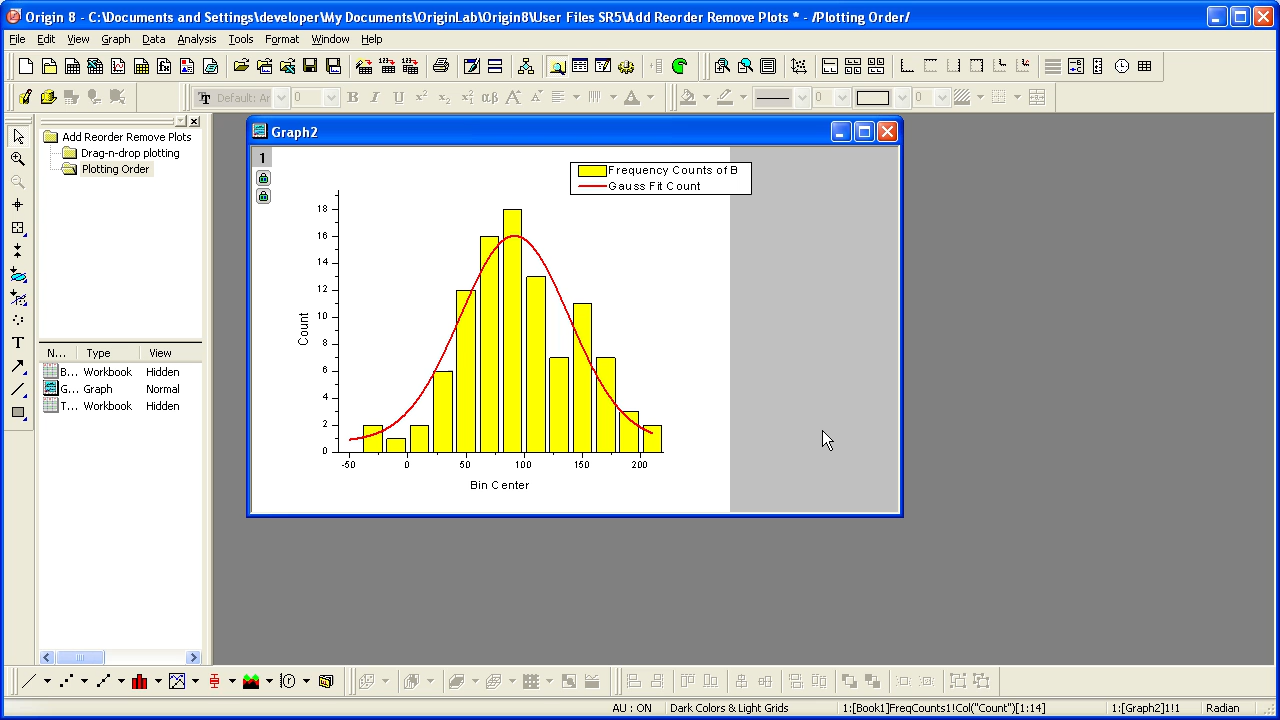 Origin 8 - C:\Documents and Settings\developer\My Documents\OriginLab\Origin8\User Files SR5\Add Reorder Remove Plots * - /Plotting Order/
File Edit View Graph Data Analysis Tools Format Window Help
Default: Ar 0 B I U x² x₂ αβ A A A 0 0
Add Reorder Remove Plots
Drag-n-drop plotting
Plotting Order
N... Type View
B... Workbook Hidden
G... Graph Normal
T... Workbook Hidden
Graph2
1
Frequency Counts of B
Gauss Fit Count
18
16
14
12
10
8
6
4
2
0
Count
-50 0 50 100 150 200
Bin Center
T
AU : ON Dark Colors & Light Grids 1:[Book1]FreqCounts1!Col("Count")[1:14] 1:[Graph2]1!1 Radian